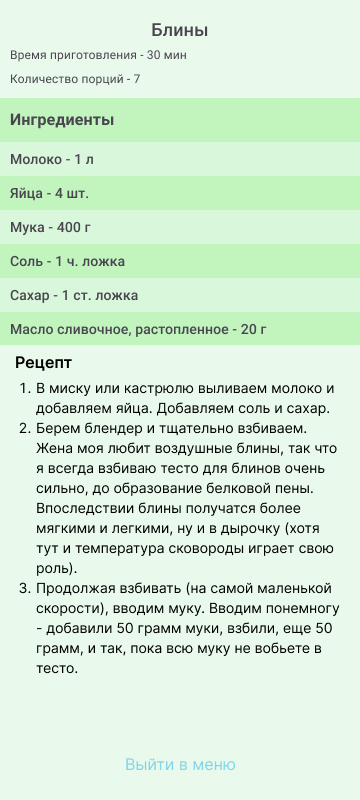 Блины
Время приготовления - 30 мин
Количество порций - 7
Ингредиенты
Молоко - 1 л
Яйца - 4 шт.
Мука - 400 г
Соль - 1 ч. ложка
Сахар - 1 ст. ложка
Масло сливочное, растопленное - 20 г
Рецепт
1. В миску или кастрюлю выливаем молоко и
добавляем яйца. Добавляем соль и сахар.
2. Берем блендер и тщательно взбиваем.
Жена моя любит воздушные блины, так что
я всегда взбиваю тесто для блинов очень
сильно, до образование белковой пены.
Впоследствии блины получатся более
мягкими и легкими, ну и в дырочку (хотя
тут и температура сковороды играет свою
роль).
3. Продолжая взбивать (на самой маленькой
скорости), вводим муку. Вводим понемногу
- добавили 50 грамм муки, взбили, еще 50
грамм, и так, пока всю муку не вобьете в
тесто.
Выйти в меню